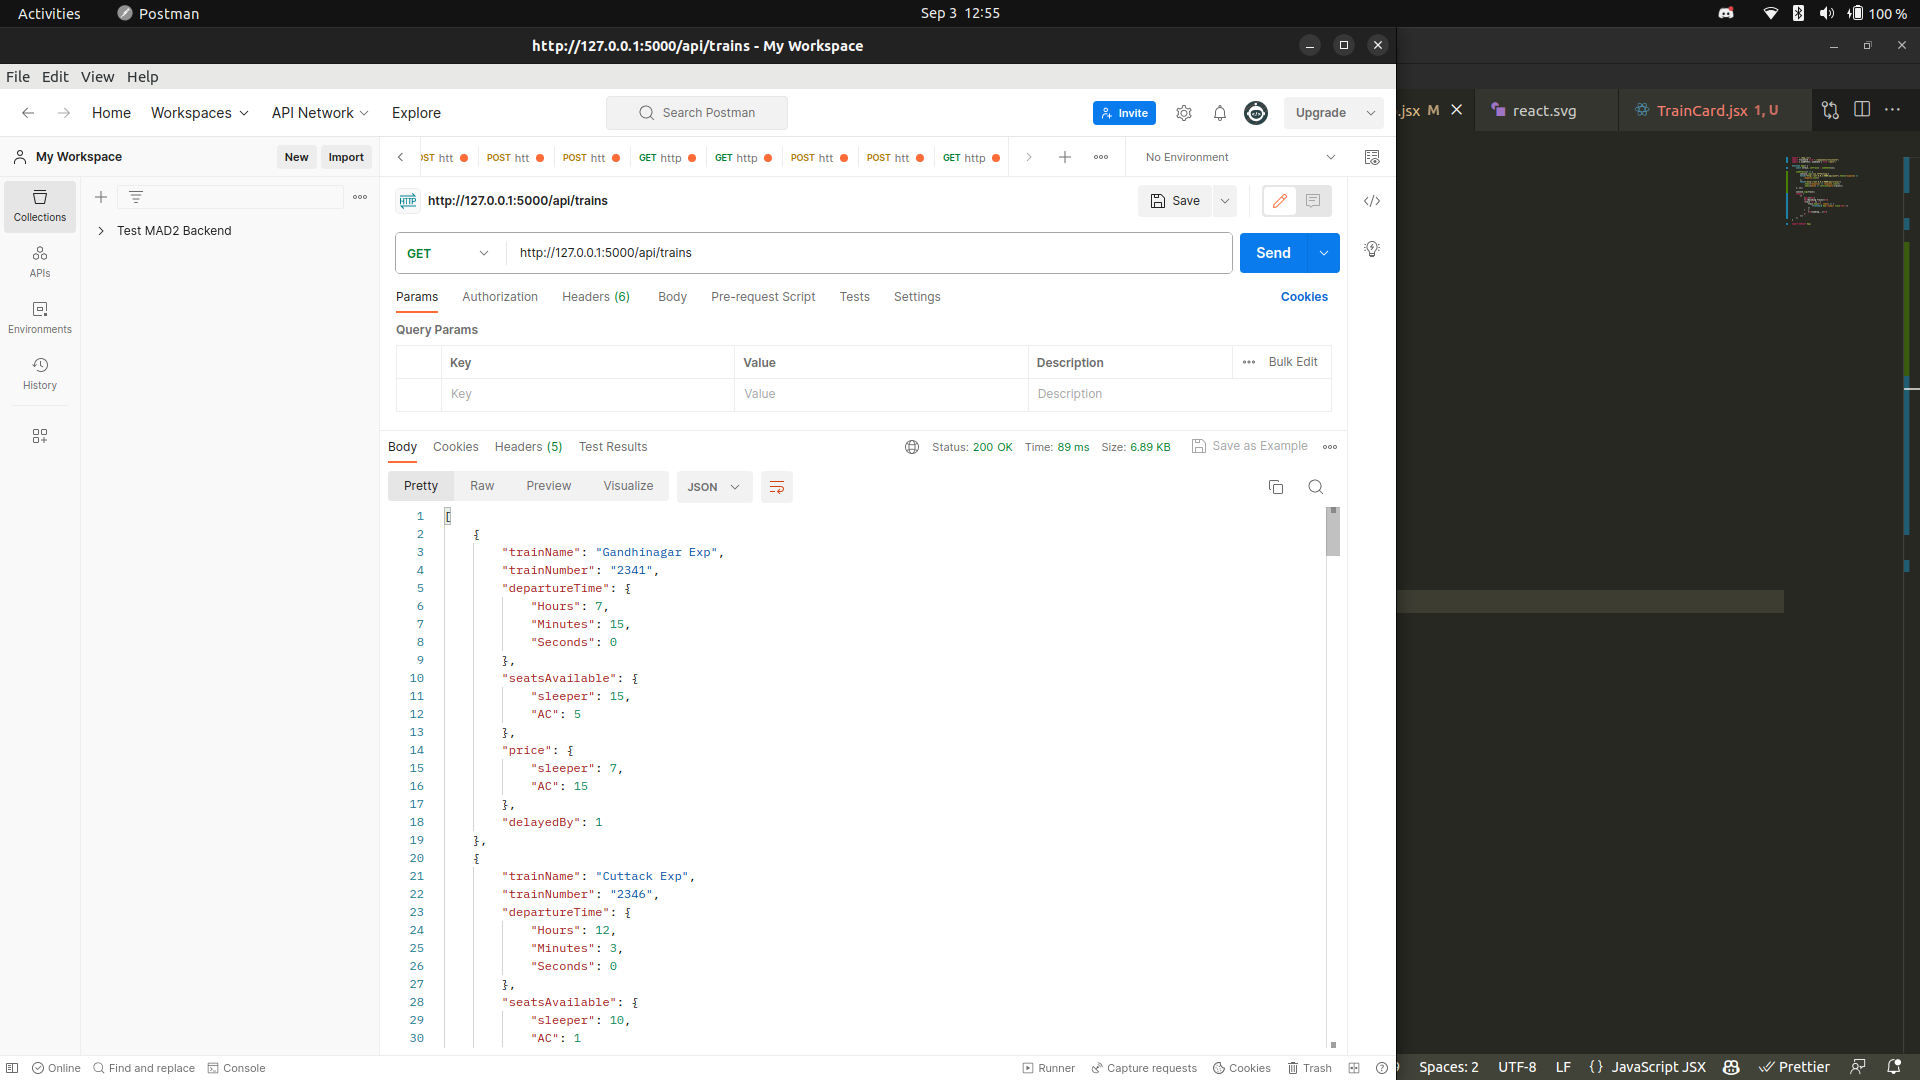 Activities
Postman
Sep 3 12:55
100 %
http://127.0.0.1:5000/api/trains - My Workspace
File Edit View Help
Home Workspaces API Network Explore
Search Postman
Invite
Upgrade
My Workspace
New Import
OST htt
POST htt
POST htt
GET http
GET http
POST htt
POST htt
GET http
No Environment
Collections
APIs
Environments
History
Test MAD2 Backend
HTTP http://127.0.0.1:5000/api/trains
Save
GET http://127.0.0.1:5000/api/trains
Send
Params Authorization Headers (6) Body Pre-request Script Tests Settings Cookies
Query Params
Key Value Description Bulk Edit
Key Value Description
Body Cookies Headers (5) Test Results
Status: 200 OK Time: 89 ms Size: 6.89 KB Save as Example
Pretty Raw Preview Visualize JSON
1 [
2 {
3 "trainName": "Gandhinagar Exp",
4 "trainNumber": "2341",
5 "departureTime": {
6 "Hours": 7,
7 "Minutes": 15,
8 "Seconds": 0
9 },
10 "seatsAvailable": {
11 "sleeper": 15,
12 "AC": 5
13 },
14 "price": {
15 "sleeper": 7,
16 "AC": 15
17 },
18 "delayedBy": 1
19 },
20 {
21 "trainName": "Cuttack Exp",
22 "trainNumber": "2346",
23 "departureTime": {
24 "Hours": 12,
25 "Minutes": 3,
26 "Seconds": 0
27 },
28 "seatsAvailable": {
29 "sleeper": 10,
30 "AC": 1
Online Find and replace Console
Runner Capture requests Cookies Trash
.jsx M
react.svg
TrainCard.jsx 1, U
Spaces: 2 UTF-8 LF {} JavaScript JSX Prettier